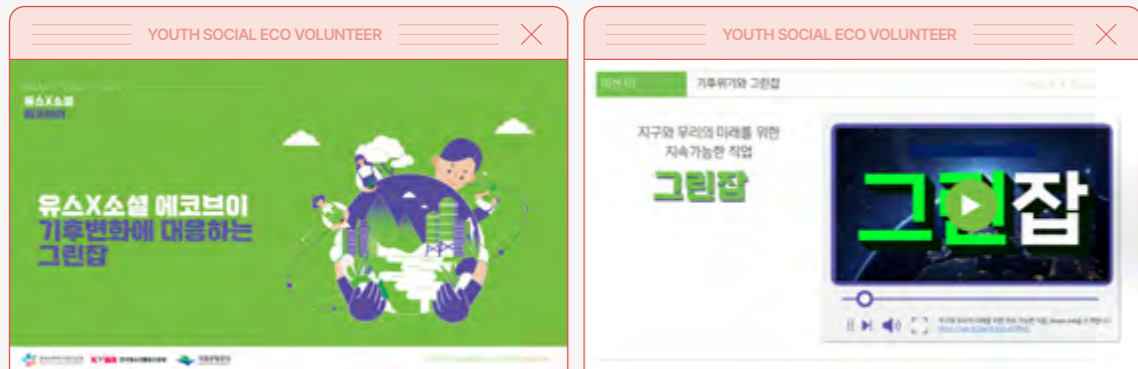 YOUTH SOCIAL ECO VOLUNTEER
유스X소셜
에코브이
유스X소셜 에코브이
기후변화에 대응하는
그린잡
YOUTH SOCIAL ECO VOLUNTEER
기후위기와 그린잡
지구와 우리의 미래를 위한
지속가능한 직업
그린잡
그린잡